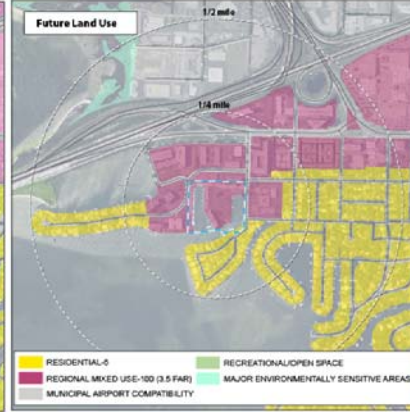 Future Land Use
1/2 mile
1/4 mile
RESIDENTIAL-5
RECREATIONAL/OPEN SPACE
REGIONAL MIXED USE-100 (3.5 FAR)
MAJOR ENVIRONMENTALLY SENSITIVE AREAS
MUNICIPAL AIRPORT COMPATIBILITY